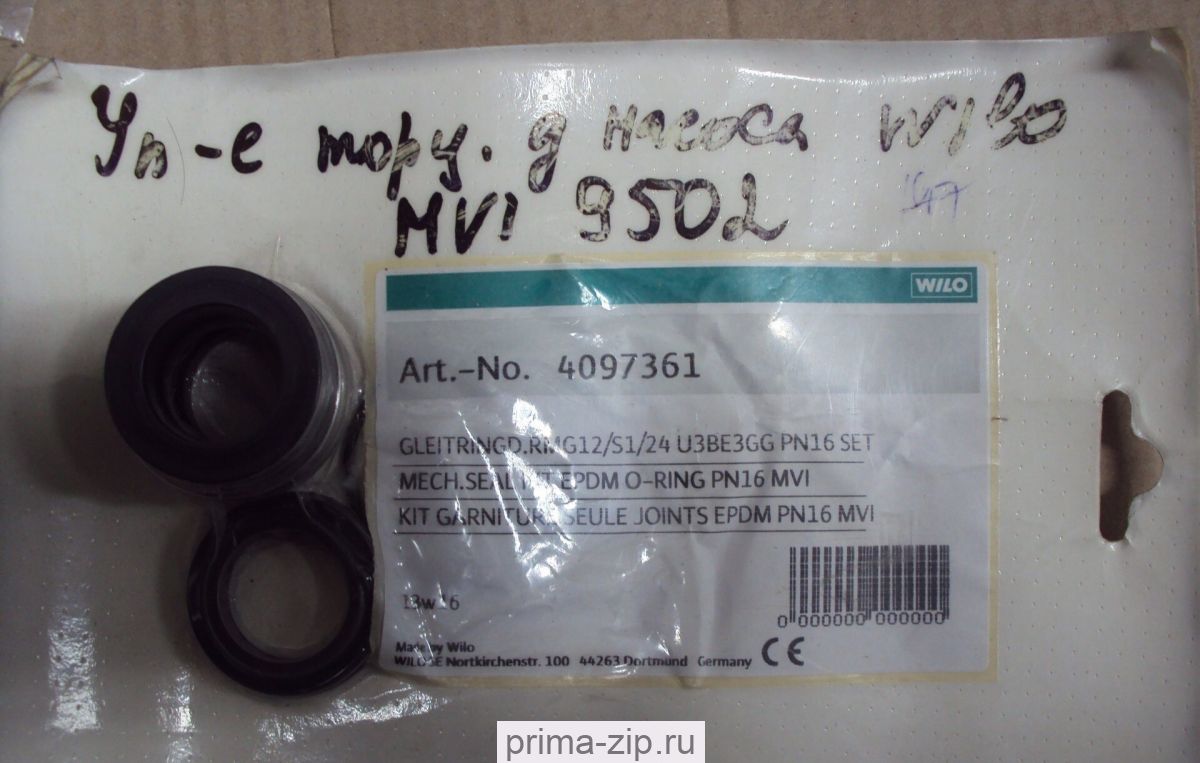 Уп-е торц. д насоса Wilo
MVI 9502
WILO
Art.-No. 4097361
GLEITRINGD.RMG12/S1/24 U3BE3GG PN16 SET
MECH.SEAL KIT EPDM O-RING PN16 MVI
KIT GARNITURE SEULE JOINTS EPDM PN16 MVI
0 000000 000000
Made by Wilo
WILO SE Nortkirchenstr. 100 44263 Dortmund Germany CE
prima-zip.ru